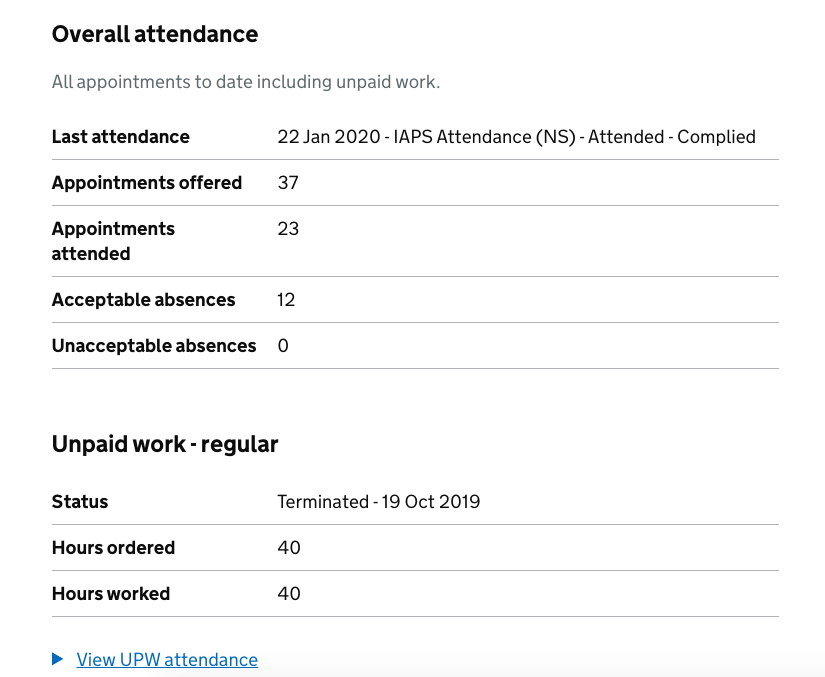 Overall attendance
All appointments to date including unpaid work.
Last attendance 22 Jan 2020 - IAPS Attendance (NS) - Attended - Complied
Appointments offered 37
Appointments attended 23
Acceptable absences 12
Unacceptable absences 0
Unpaid work - regular
Status Terminated - 19 Oct 2019
Hours ordered 40
Hours worked 40
View UPW attendance